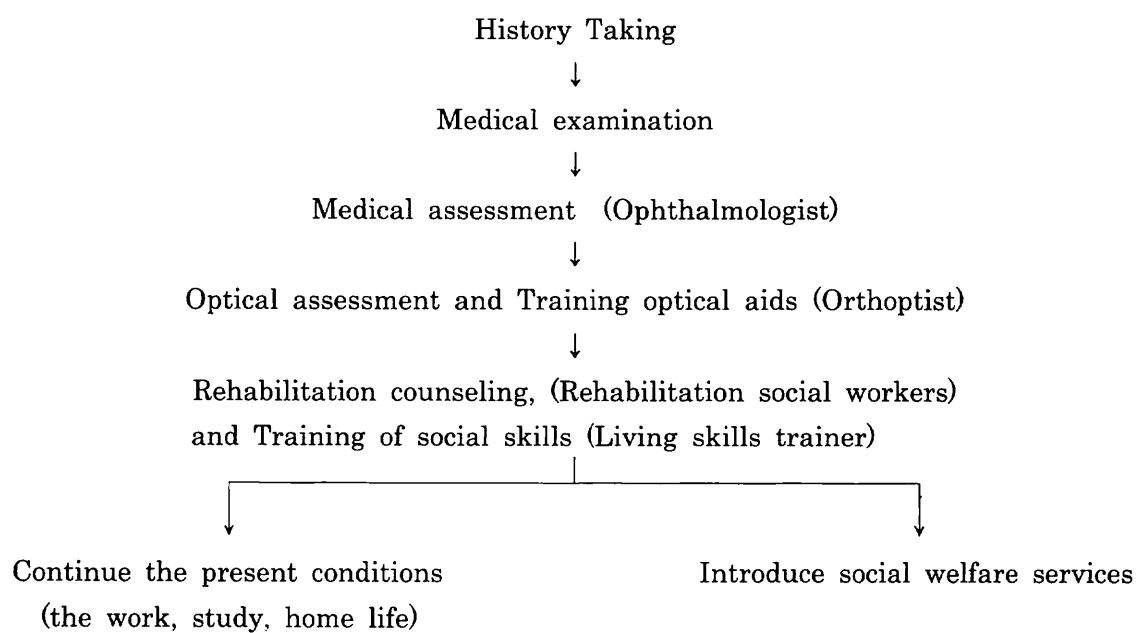 History Taking
Medical examination
Medical assessment (Ophthalmologist)
Optical assessment and Training optical aids (Orthoptist)
Rehabilitation counseling, (Rehabilitation social workers)
and Training of social skills (Living skills trainer)
Continue the present conditions
(the work, study, home life)
Introduce social welfare services